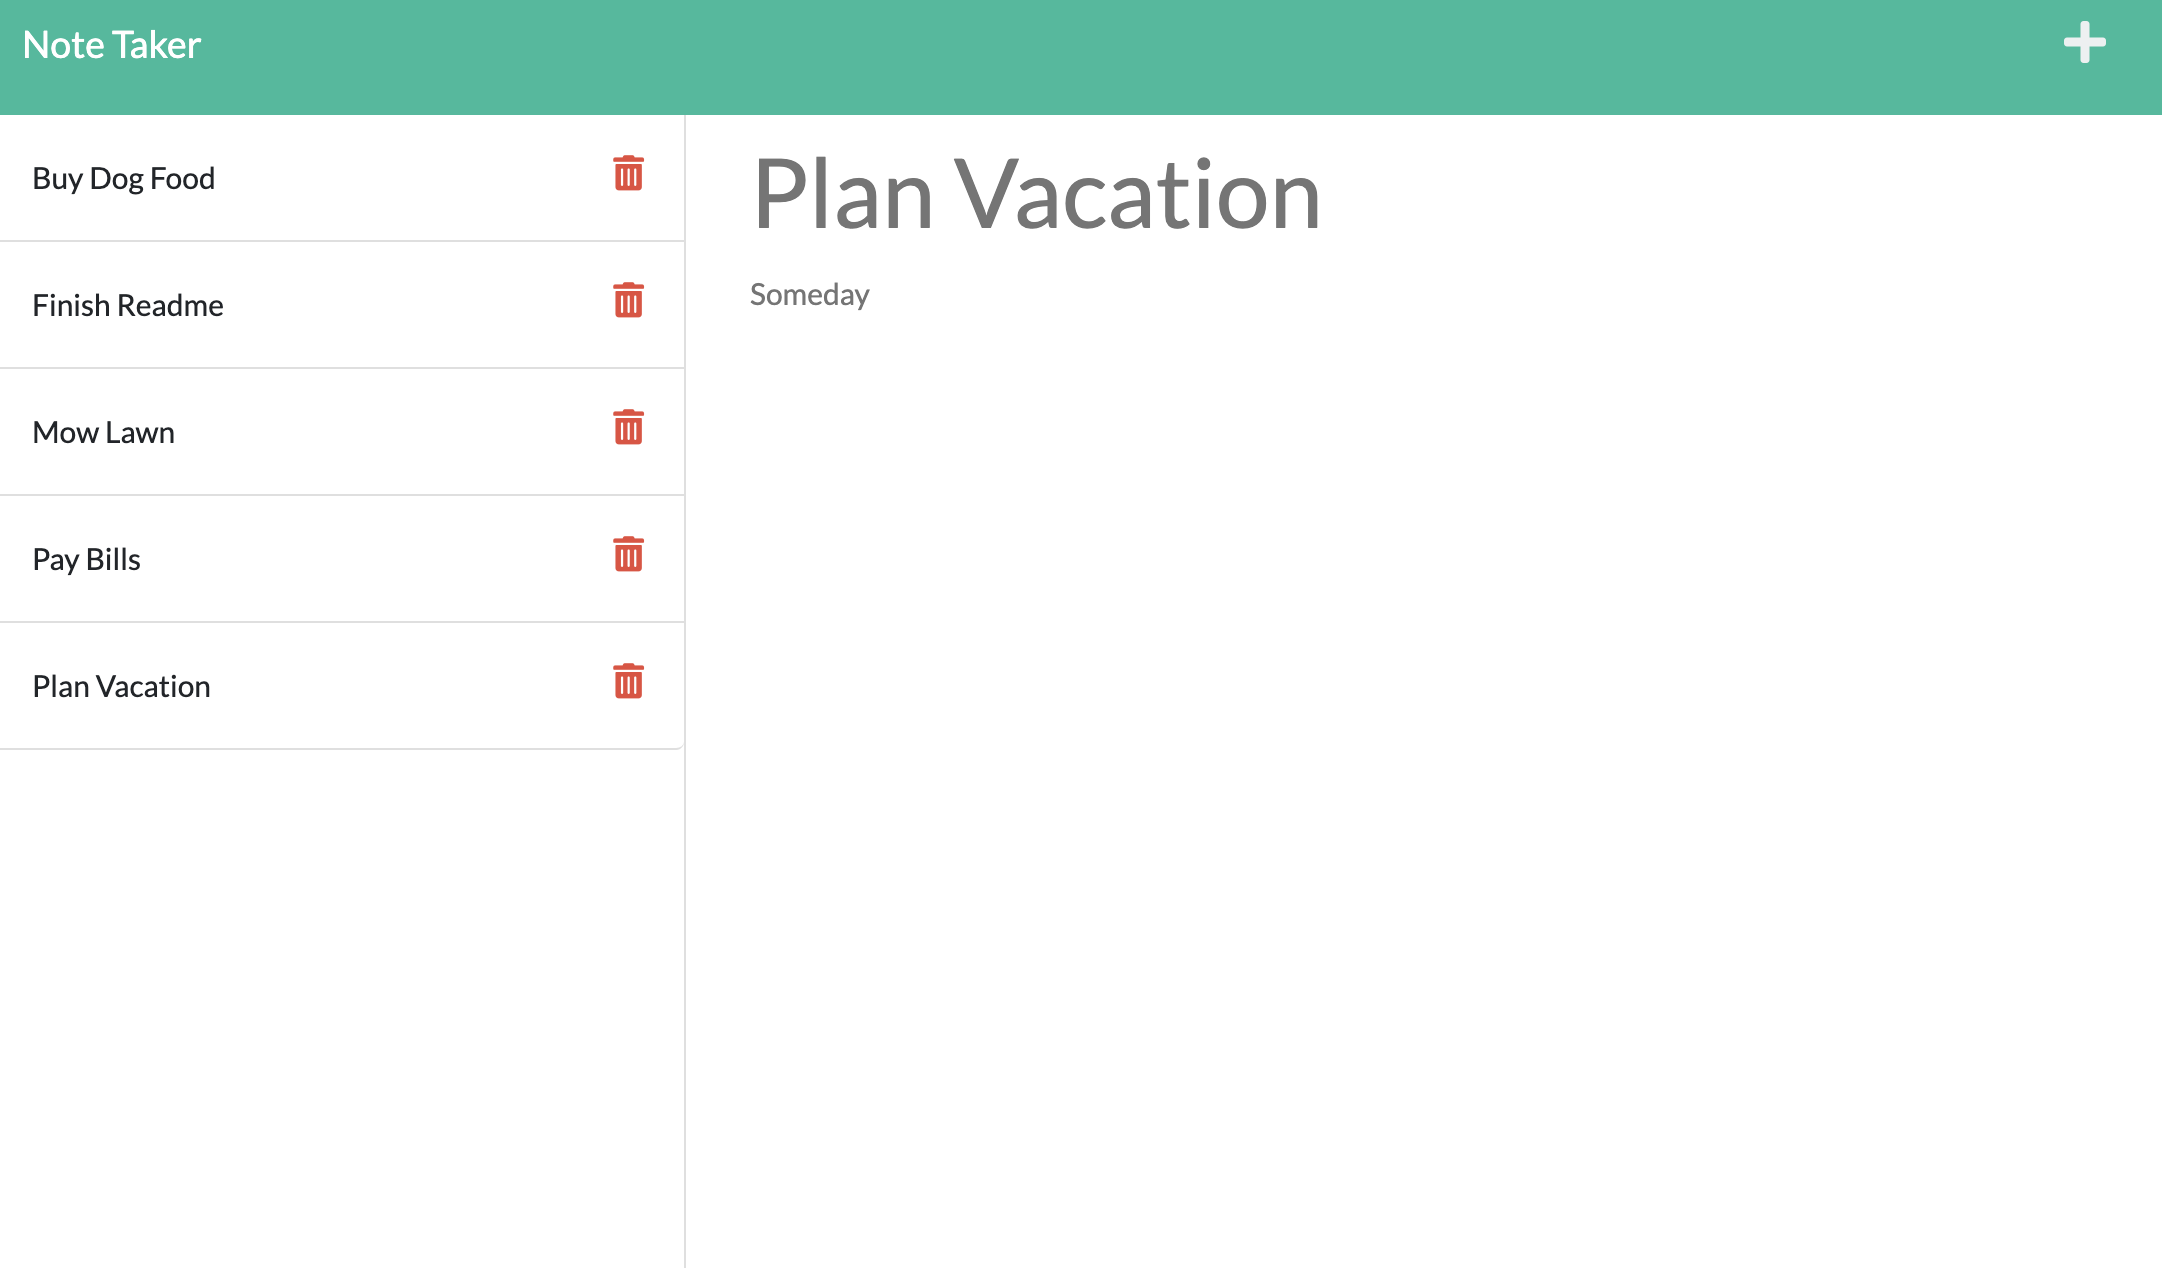 Note Taker
Buy Dog Food
Finish Readme
Mow Lawn
Pay Bills
Plan Vacation
Plan Vacation
Someday